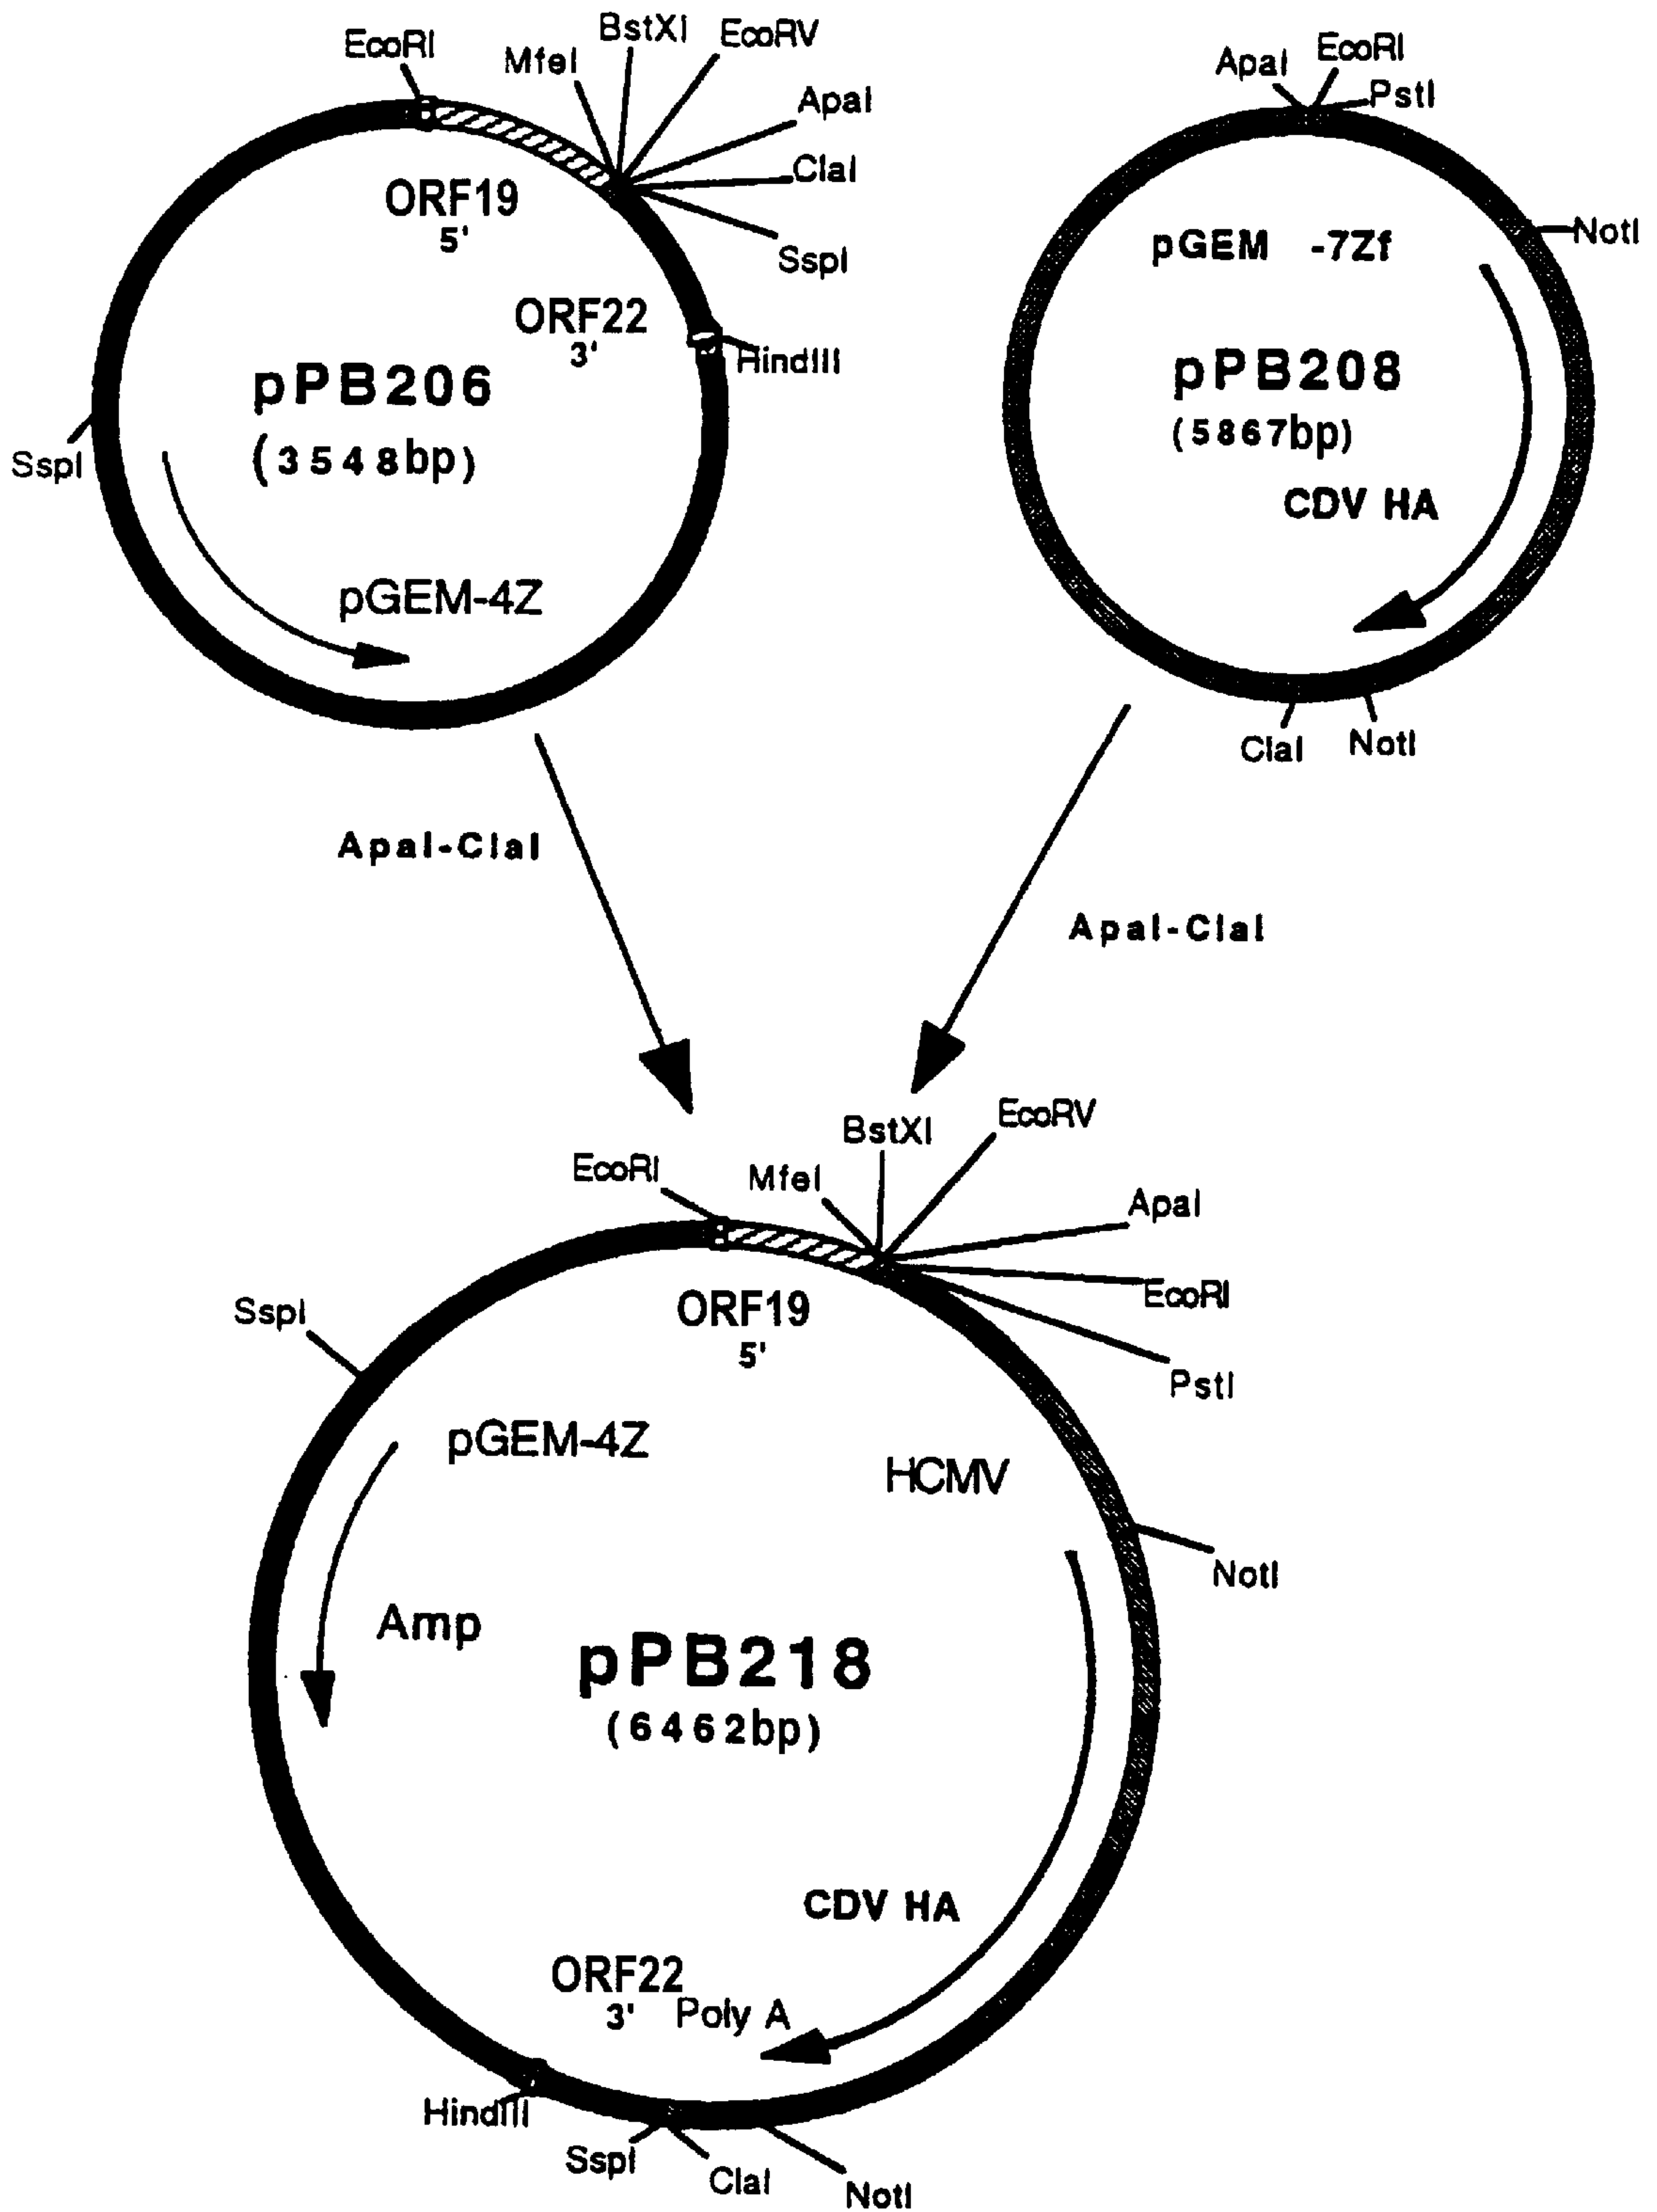 EcoRI
MfeI
BstXI
EcoRV
ApaI
ClaI
SspI
ORF19
5'
ORF22
3'
HindIII
pPB206
(3548bp)
SspI
pGEM-4Z
ApaI
EcoRI
PstI
NotI
pGEM -7Zf
pPB208
(5867bp)
CDV HA
ClaI
NotI
ApaI-ClaI
ApaI-ClaI
EcoRI
MfeI
BstXI
EcoRV
ApaI
EcoRI
PstI
SspI
ORF19
5'
pGEM-4Z
HCMV
NotI
Amp
pPB218
(6462bp)
CDV HA
ORF22
3' Poly A
HindIII
SspI
ClaI
NotI